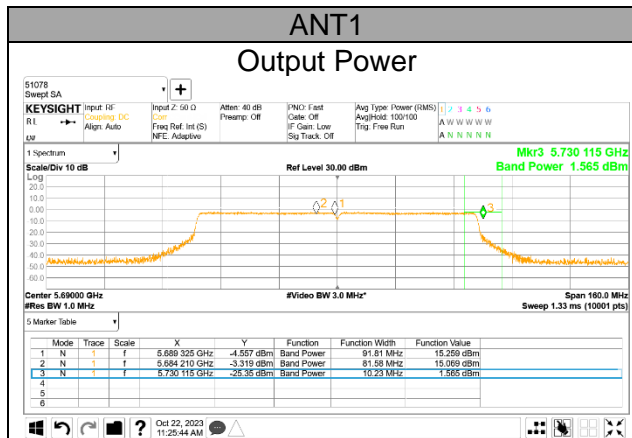 ANT1
Output Power
51078
Swept SA
KEYSIGHT Input: RF Input Z: 50 Ω Atten: 40 dB PNO: Fast Avg Type: Power (RMS) 1 2 3 4 5 6
RL Coupling: DC Corr Preamp: Off Gate: Off Avg|Hold: 100/100 A W W W W W
Align: Auto Freq Ref: Int (S) IF Gain: Low Trig: Free Run
NFE: Adaptive Sig Track: Off A N N N N N
1 Spectrum
Mkr3 5.730 115 GHz
Scale/Div 10 dB Ref Level 30.00 dBm Band Power 1.565 dBm
Log
20.0
10.0
0.00 2 1 3
10.0
20.0
30.0
40.0
50.0
60.0
Center 5.69000 GHz #Video BW 3.0 MHz* Span 160.0 MHz
#Res BW 1.0 MHz Sweep 1.33 ms (10001 pts)
5 Marker Table
Mode Trace Scale X Y Function Function Width Function Value
1 N 1 f 5.689 325 GHz -4.557 dBm Band Power 91.81 MHz 15.259 dBm
2 N 1 f 5.684 210 GHz -3.319 dBm Band Power 81.58 MHz 15.069 dBm
3 N 1 f 5.730 115 GHz -25.35 dBm Band Power 10.23 MHz 1.565 dBm
4
5
6
? Oct 22, 2023
11:25:44 AM